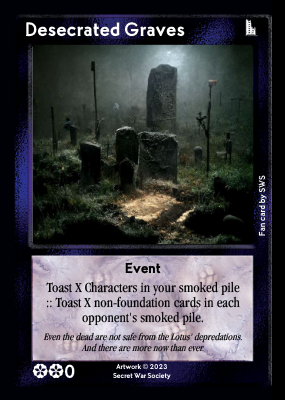 Desecrated Graves
Fan card by SWS
Event
Toast X Characters in your smoked pile
:: Toast X non-foundation cards in each
opponent's smoked pile.
Even the dead are not safe from the Lotus' depredations.
And there are more now than ever.
0
Artwork © 2023
Secret War Society